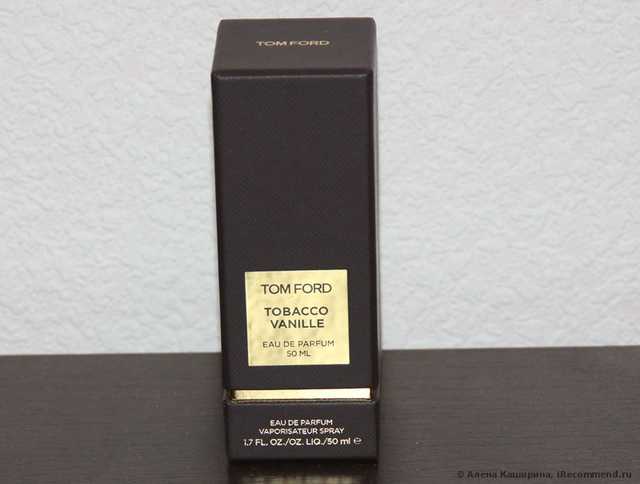 TOM FORD
TOM FORD
TOBACCO
VANILLE
EAU DE PARFUM
50 ML
EAU DE PARFUM
VAPORISATEUR SPRAY
1.7 FL. OZ./OZ. LIQ./50 ml ℮
© Алена Каширина, iRecommend.ru